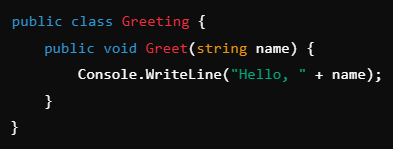 public class Greeting {
    public void Greet(string name) {
        Console.WriteLine("Hello, " + name);
    }
}